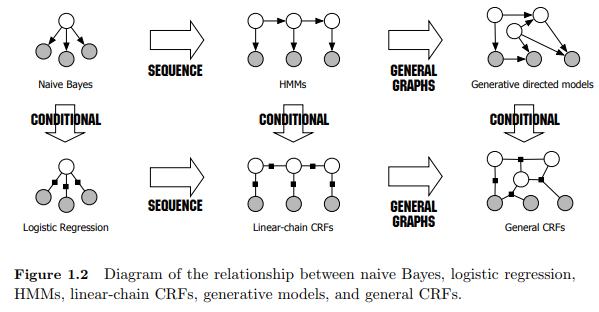 Naive Bayes
SEQUENCE
HMMs
GENERAL
GRAPHS
Generative directed models
CONDITIONAL
CONDITIONAL
CONDITIONAL
Logistic Regression
SEQUENCE
Linear-chain CRFs
GENERAL
GRAPHS
General CRFs
Figure 1.2 Diagram of the relationship between naive Bayes, logistic regression,
HMMs, linear-chain CRFs, generative models, and general CRFs.